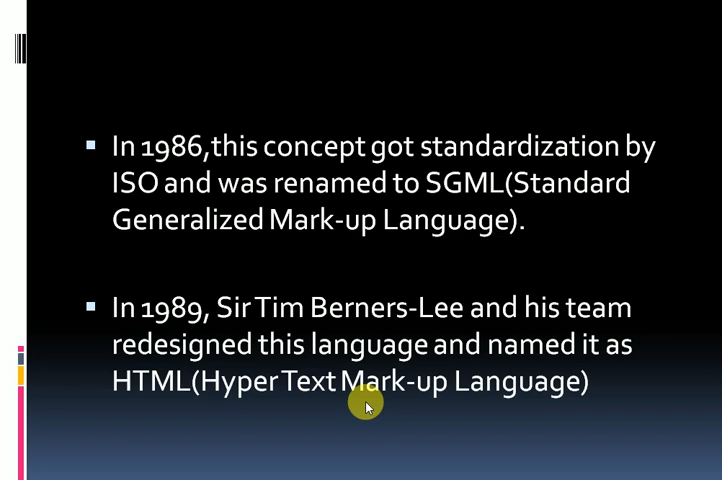 In 1986,this concept got standardization by
ISO and was renamed to SGML(Standard
Generalized Mark-up Language).
In 1989, Sir Tim Berners-Lee and his team
redesigned this language and named it as
HTML(HyperText Mark-up Language)